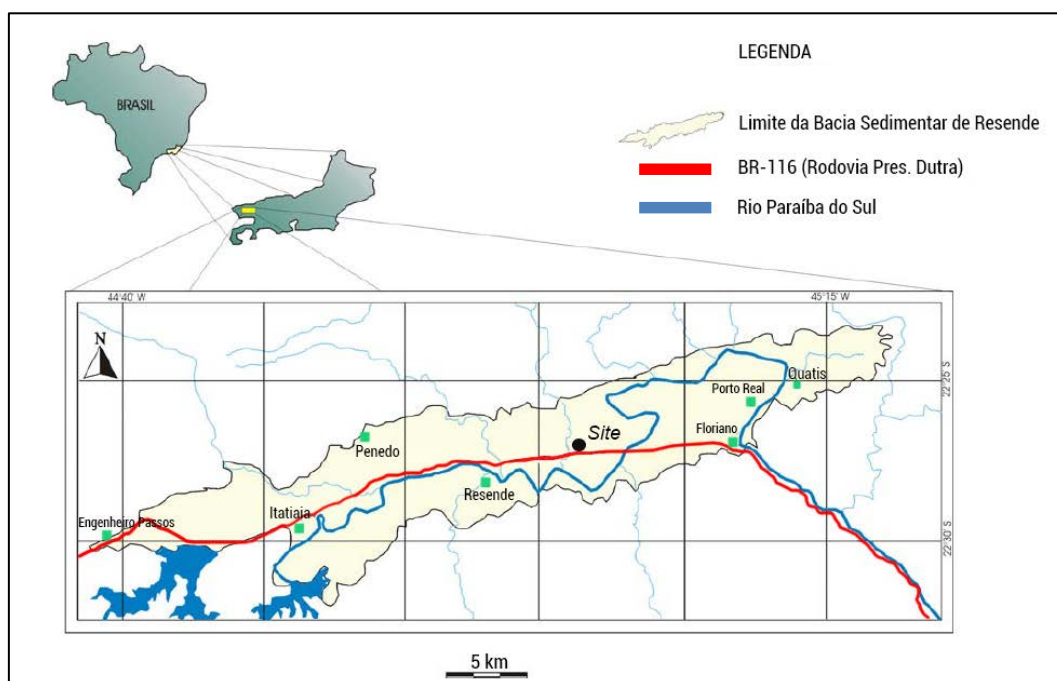 LEGENDA
BRASIL
Limite da Bacia Sedimentar de Resende
BR-116 (Rodovia Pres. Dutra)
Rio Paraíba do Sul
44°40' W
45°15' W
N
22°25' S
Quatis
Porto Real
Floriano
Site
Penedo
Resende
Itatiaia
Engenheiro Passos
22°30' S
5 km